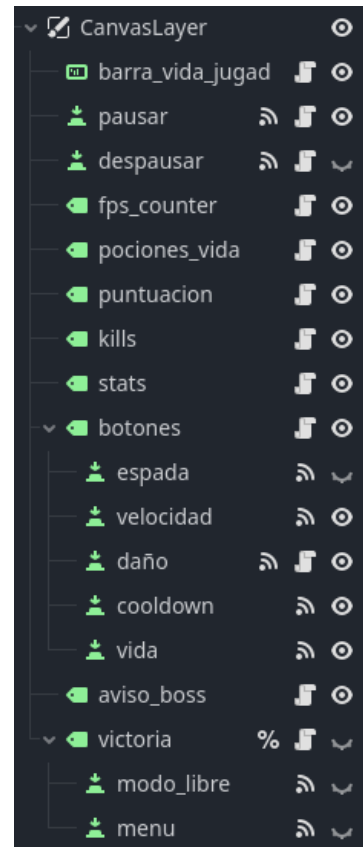 CanvasLayer
barra_vida_jugad
pausar
despausar
fps_counter
pociones_vida
puntuacion
kills
stats
botones
espada
velocidad
daño
cooldown
vida
aviso_boss
victoria %
modo_libre
menu